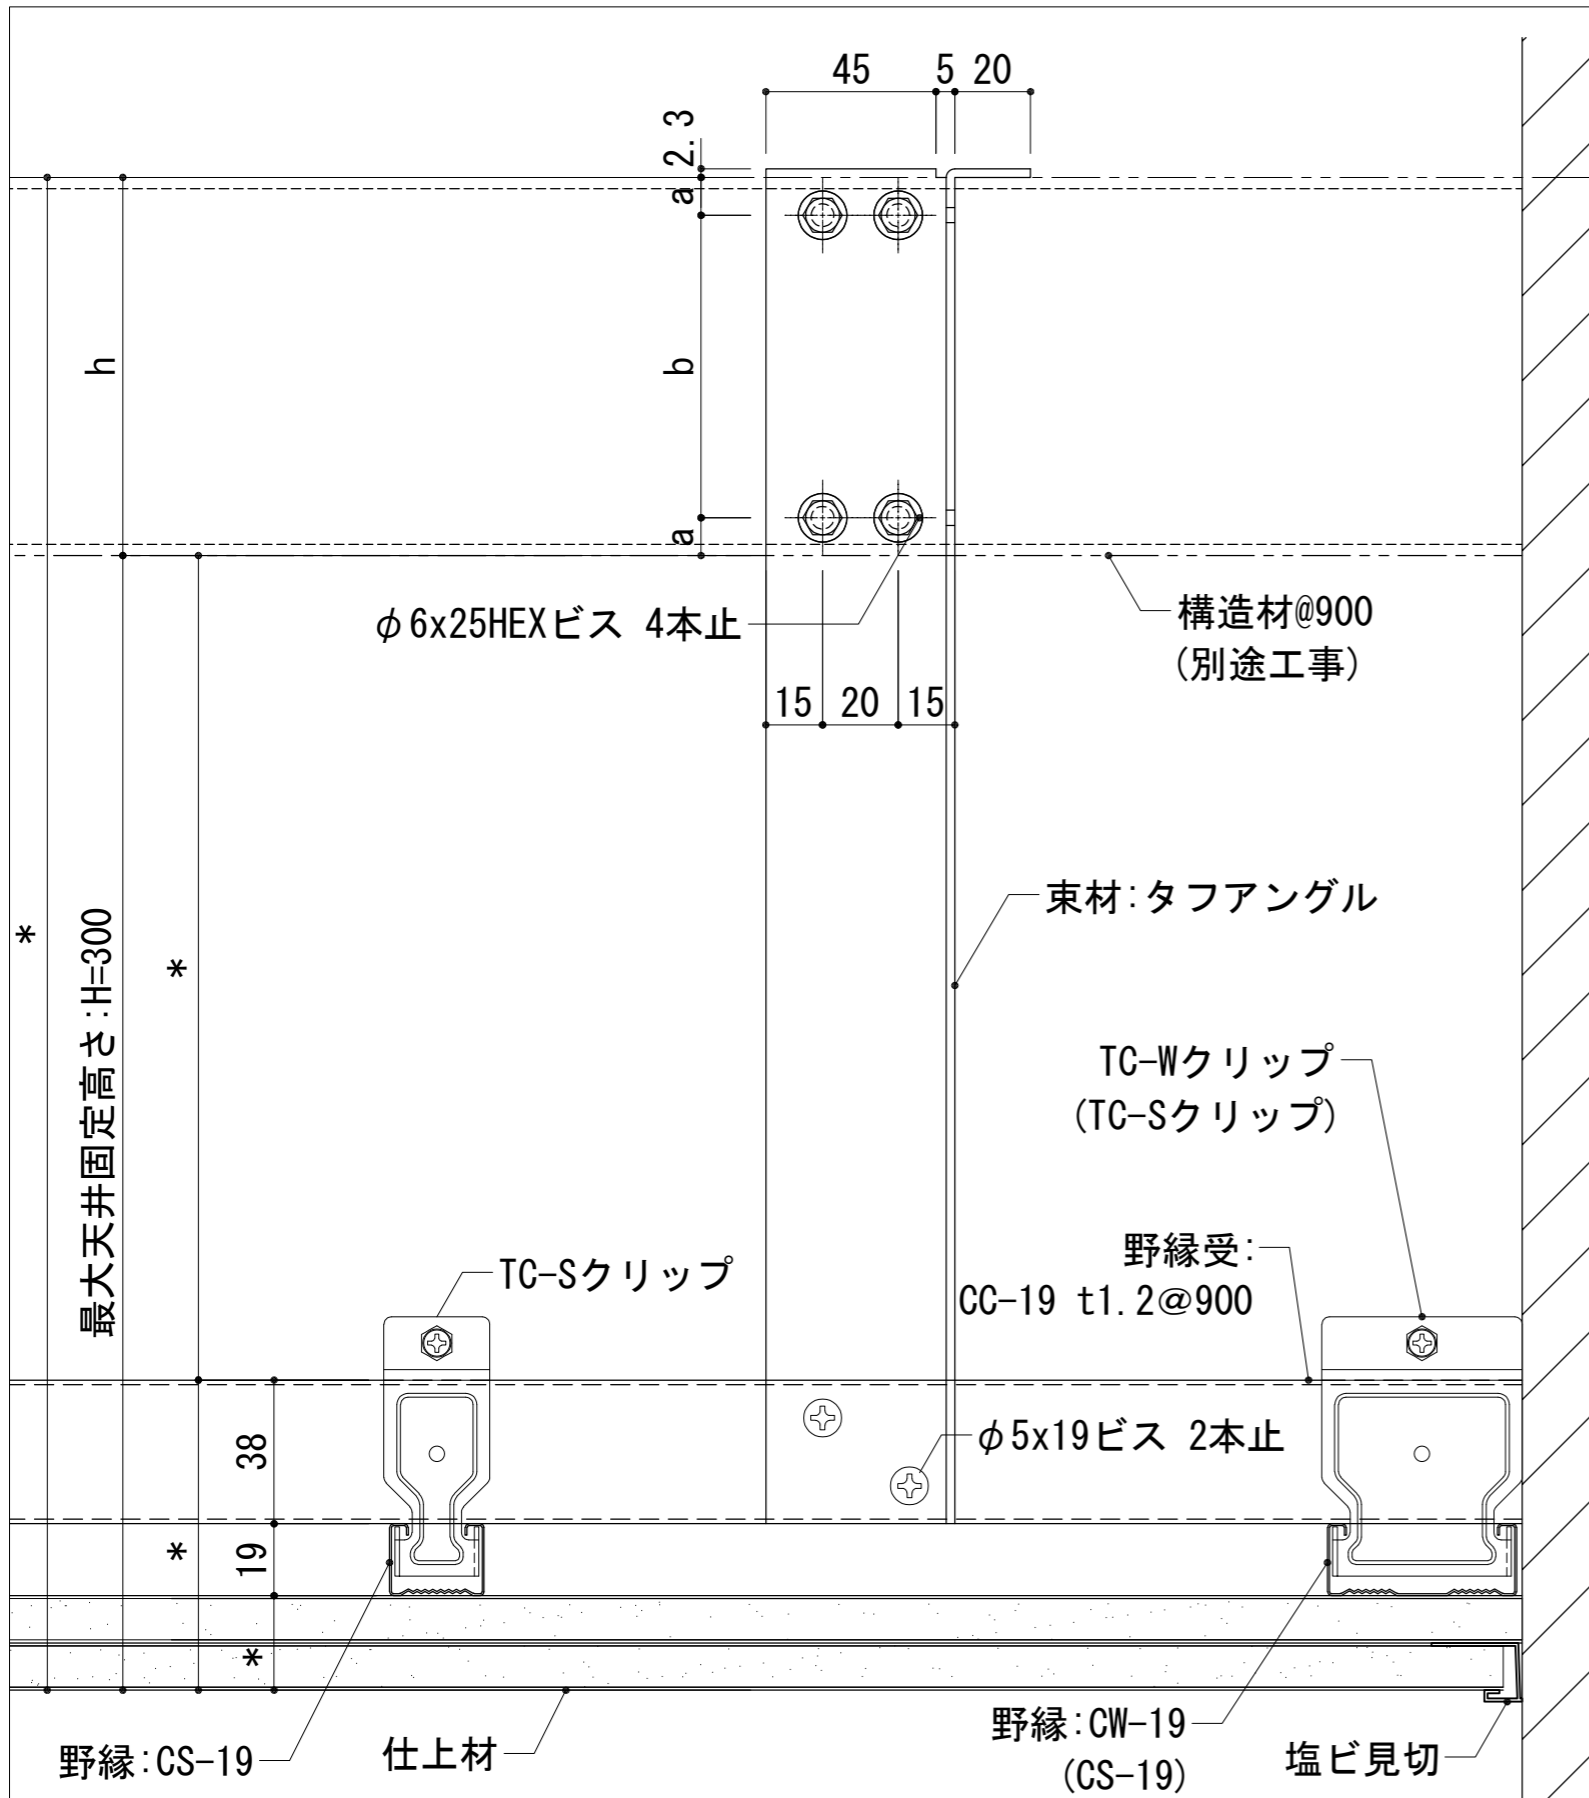 45
5
20
2.3
a
h
b
a
φ6x25HEXビス 4本止
構造材@900
(別途工事)
15
20
15
束材:タフアングル
*
最大天井固定高さ:H=300
*
TC-Wクリップ
(TC-Sクリップ)
野縁受:
CC-19 t1.2@900
TC-Sクリップ
38
φ5x19ビス 2本止
*
19
*
野縁:CS-19
仕上材
野縁:CW-19
(CS-19)
塩ビ見切